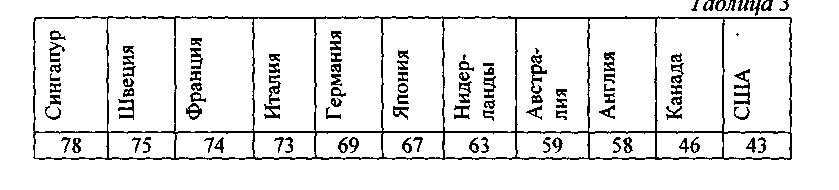 Таблица 3
Сингапур
Швеция
Франция
Италия
Германия
Япония
Нидер-
ланды
Австра-
лия
Англия
Канада
США
78 75 74 73 69 67 63 59 58 46 43